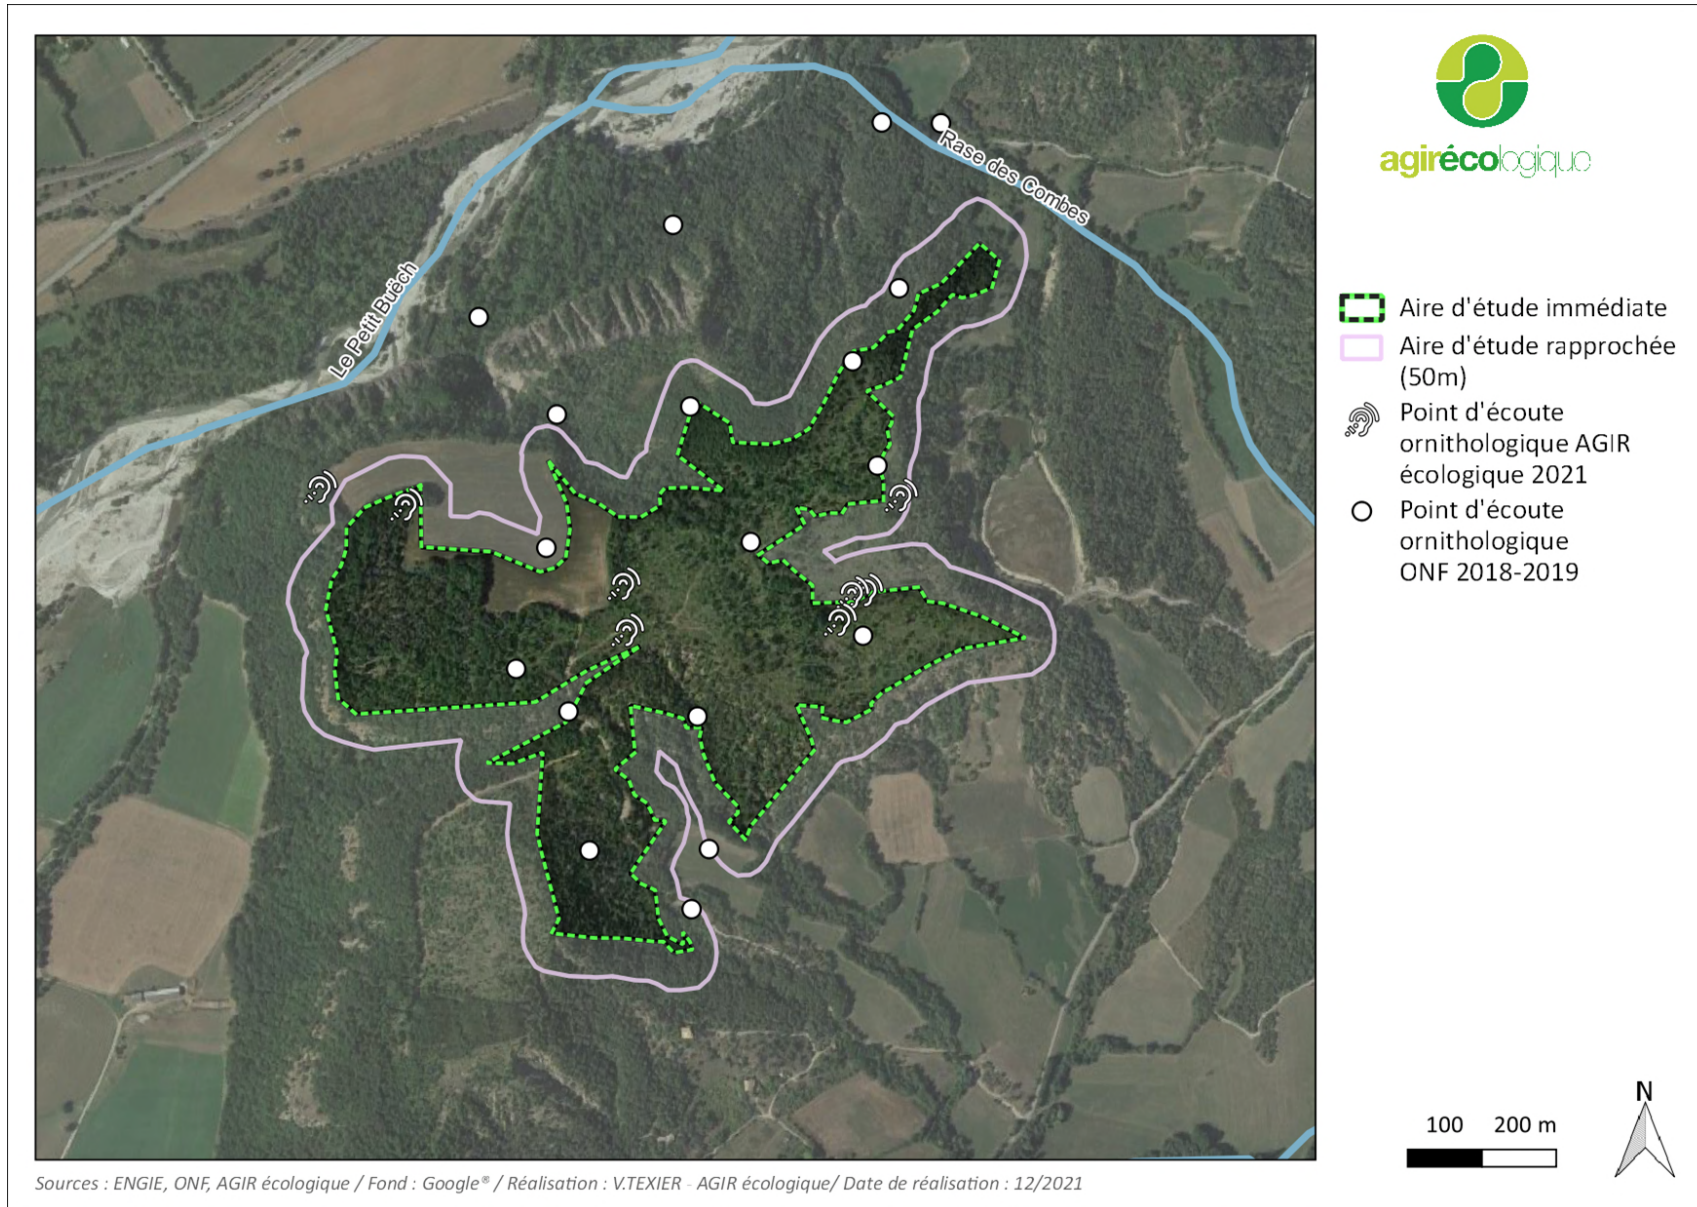 agirécologique
Rase des Combes
Le Petit Buëch
Aire d'étude immédiate
Aire d'étude rapprochée
(50m)
Point d'écoute
ornithologique AGIR
écologique 2021
Point d'écoute
ornithologique
ONF 2018-2019
N
100 200 m
Sources : ENGIE, ONF, AGIR écologique / Fond : Google® / Réalisation : V.TEXIER - AGIR écologique/ Date de réalisation : 12/2021